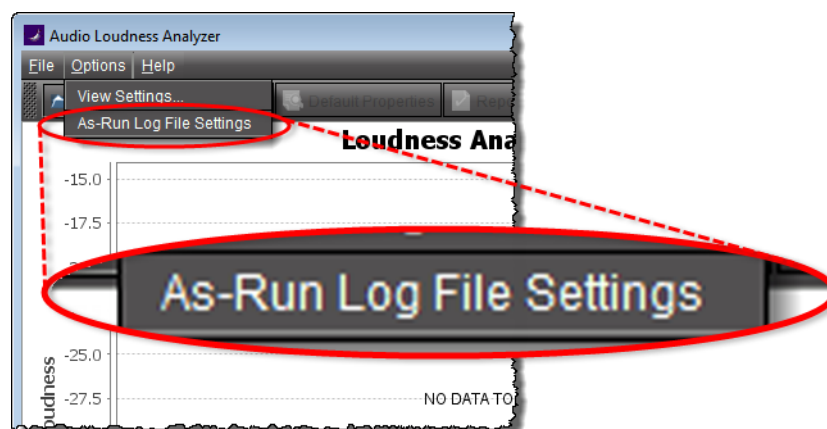 Audio Loudness Analyzer
File Options Help
View Settings...
Default Properties
As-Run Log File Settings
Loudness Ana
-15.0
-17.5
As-Run Log File Settings
-25.0
-27.5
NO DATA TO